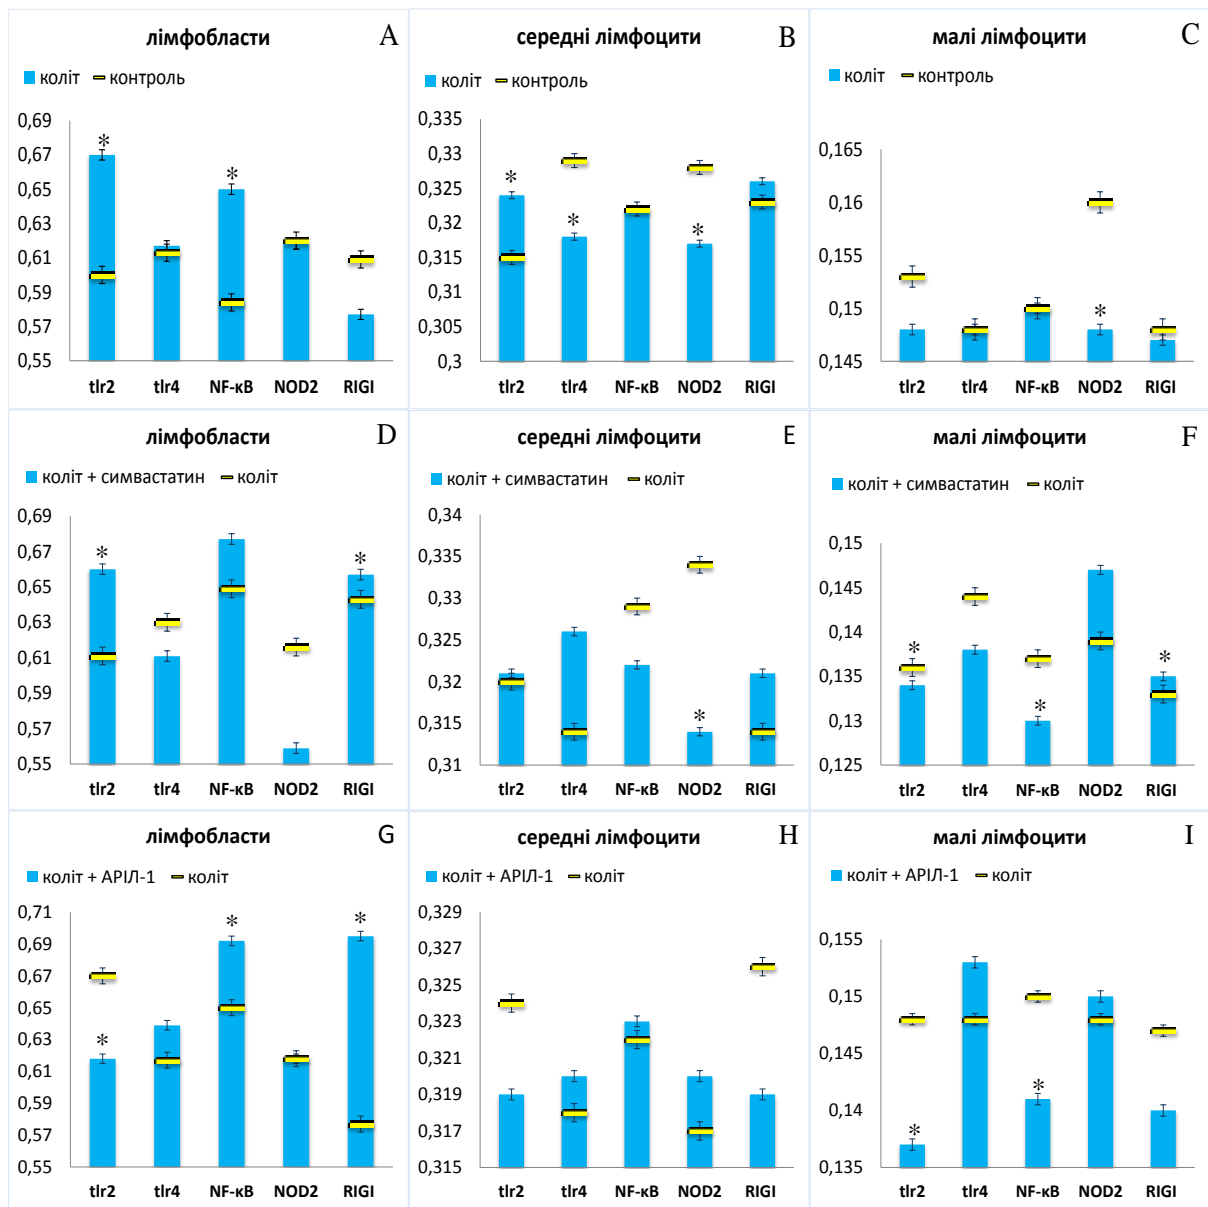 лімфобласти A
коліт контроль
0,69
0,67
0,65
0,63
0,61
0,59
0,57
0,55
* *
tlr2 tlr4 NF-κB NOD2 RIGI
середні лімфоцити B
коліт контроль
0,335
0,33
0,325
0,32
0,315
0,31
0,305
0,3
* * *
tlr2 tlr4 NF-κB NOD2 RIGI
малі лімфоцити C
коліт контроль
0,165
0,16
0,155
0,15
0,145
*
tlr2 tlr4 NF-κB NOD2 RIGI
лімфобласти D
коліт + симвастатин коліт
0,69
0,67
0,65
0,63
0,61
0,59
0,57
0,55
* *
tlr2 tlr4 NF-κB NOD2 RIGI
середні лімфоцити E
коліт + симвастатин коліт
0,34
0,335
0,33
0,325
0,32
0,315
0,31
*
tlr2 tlr4 NF-κB NOD2 RIGI
малі лімфоцити F
коліт + симвастатин коліт
0,15
0,145
0,14
0,135
0,13
0,125
* * *
tlr2 tlr4 NF-κB NOD2 RIGI
лімфобласти G
коліт + АРІЛ-1 коліт
0,71
0,69
0,67
0,65
0,63
0,61
0,59
0,57
0,55
* * *
tlr2 tlr4 NF-κB NOD2 RIGI
середні лімфоцити H
коліт + АРІЛ-1 коліт
0,329
0,327
0,325
0,323
0,321
0,319
0,317
0,315
tlr2 tlr4 NF-κB NOD2 RIGI
малі лімфоцити I
коліт + АРІЛ-1 коліт
0,155
0,15
0,145
0,14
0,135
* *
tlr2 tlr4 NF-κB NOD2 RIGI